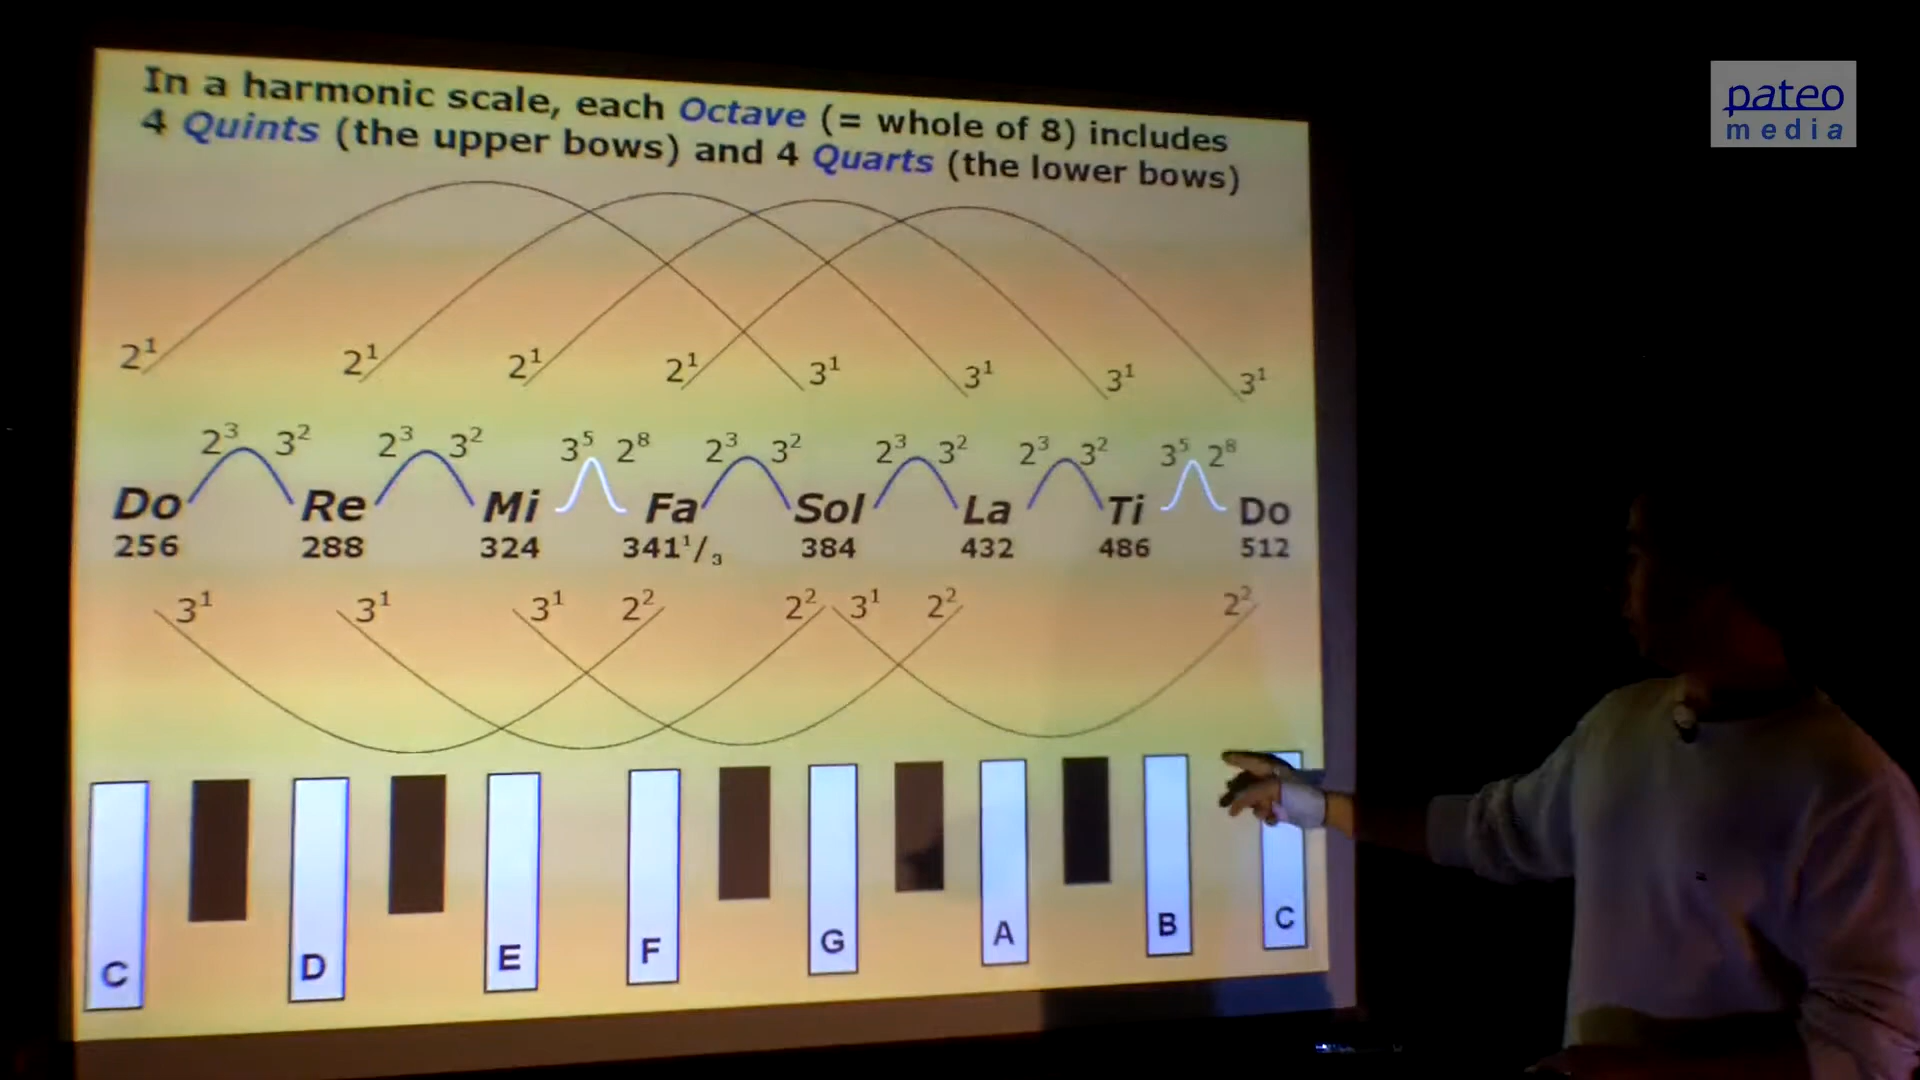 In a harmonic scale, each Octave (= whole of 8) includes
4 Quints (the upper bows) and 4 Quarts (the lower bows)
pateo
media
2¹ 2¹ 2¹ 2¹ 3¹ 3¹ 3¹ 3¹
2³ 3² 2³ 3² 3⁵ 2⁸ 2³ 3² 2³ 3² 2³ 3² 3⁵ 2⁸
Do Re Mi Fa Sol La Ti Do
256 288 324 341¹/₃ 384 432 486 512
3¹ 3¹ 3¹ 2² 2² 3¹ 2² 2²
C D E F G A B C